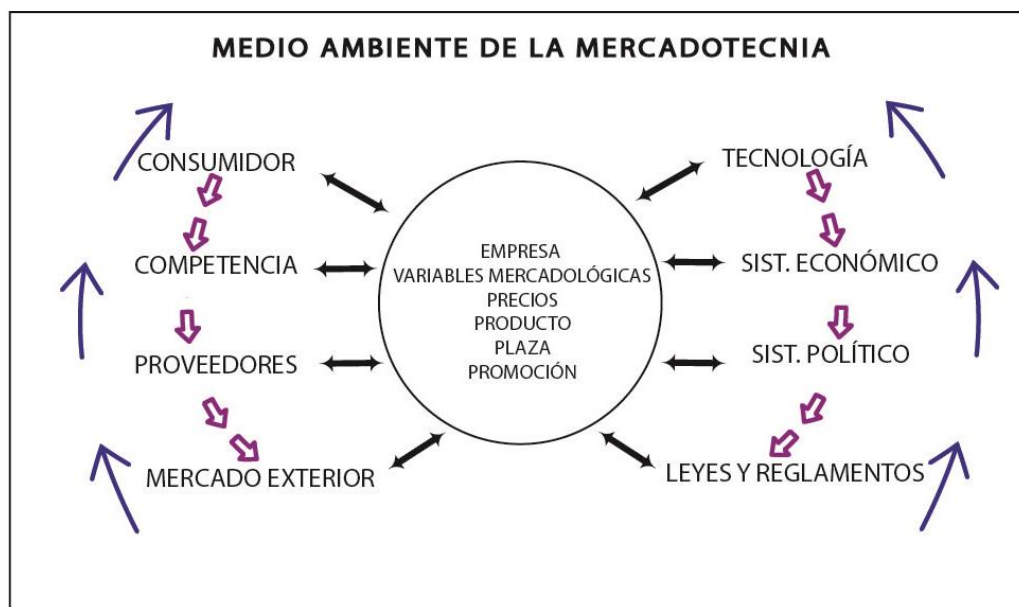 MEDIO AMBIENTE DE LA MERCADOTECNIA
CONSUMIDOR
COMPETENCIA
PROVEEDORES
MERCADO EXTERIOR
EMPRESA
VARIABLES MERCADOLÓGICAS
PRECIOS
PRODUCTO
PLAZA
PROMOCIÓN
TECNOLOGÍA
SIST. ECONÓMICO
SIST. POLÍTICO
LEYES Y REGLAMENTOS